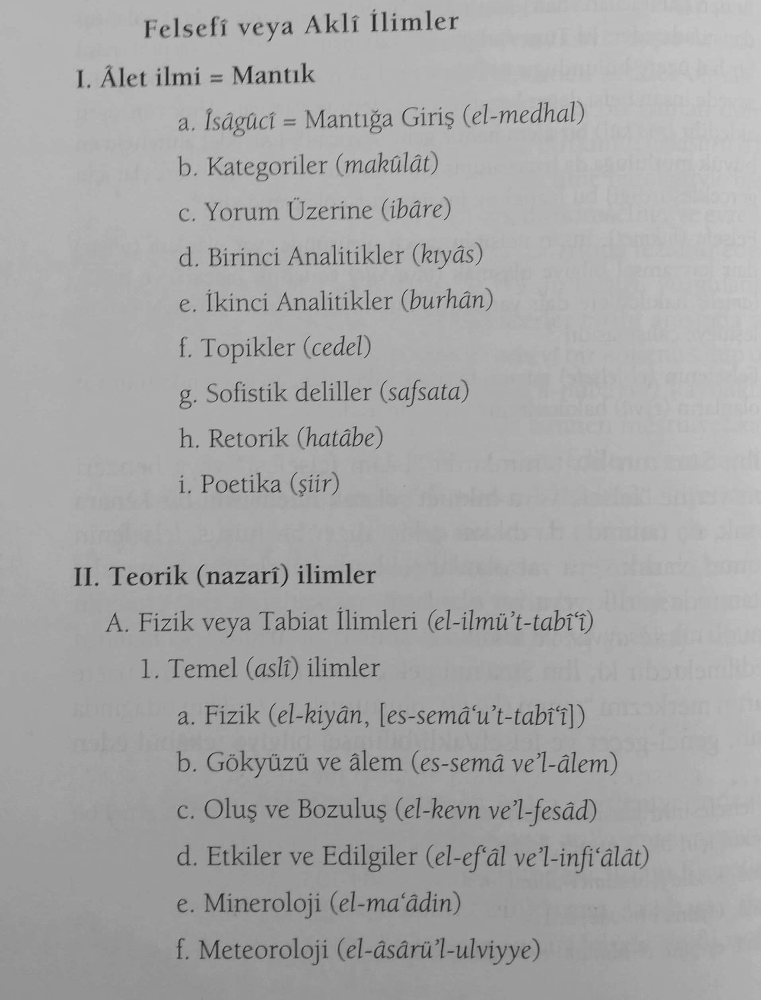 Felsefî veya Aklî İlimler
I. Âlet ilmi = Mantık
a. Îsâgûcî = Mantığa Giriş (el-medhal)
b. Kategoriler (makûlât)
c. Yorum Üzerine (ibâre)
d. Birinci Analitikler (kıyâs)
e. İkinci Analitikler (burhân)
f. Topikler (cedel)
g. Sofistik deliller (safsata)
h. Retorik (hatâbe)
i. Poetika (şiir)
II. Teorik (nazarî) ilimler
A. Fizik veya Tabiat İlimleri (el-ilmü’t-tabî‘î)
1. Temel (aslî) ilimler
a. Fizik (el-kiyân, [es-semâ‘u’t-tabî‘î])
b. Gökyüzü ve âlem (es-semâ ve’l-âlem)
c. Oluş ve Bozuluş (el-kevn ve’l-fesâd)
d. Etkiler ve Edilgiler (el-ef‘âl ve’l-infi‘âlât)
e. Mineroloji (el-ma‘âdin)
f. Meteoroloji (el-âsârü’l-ulviyye)